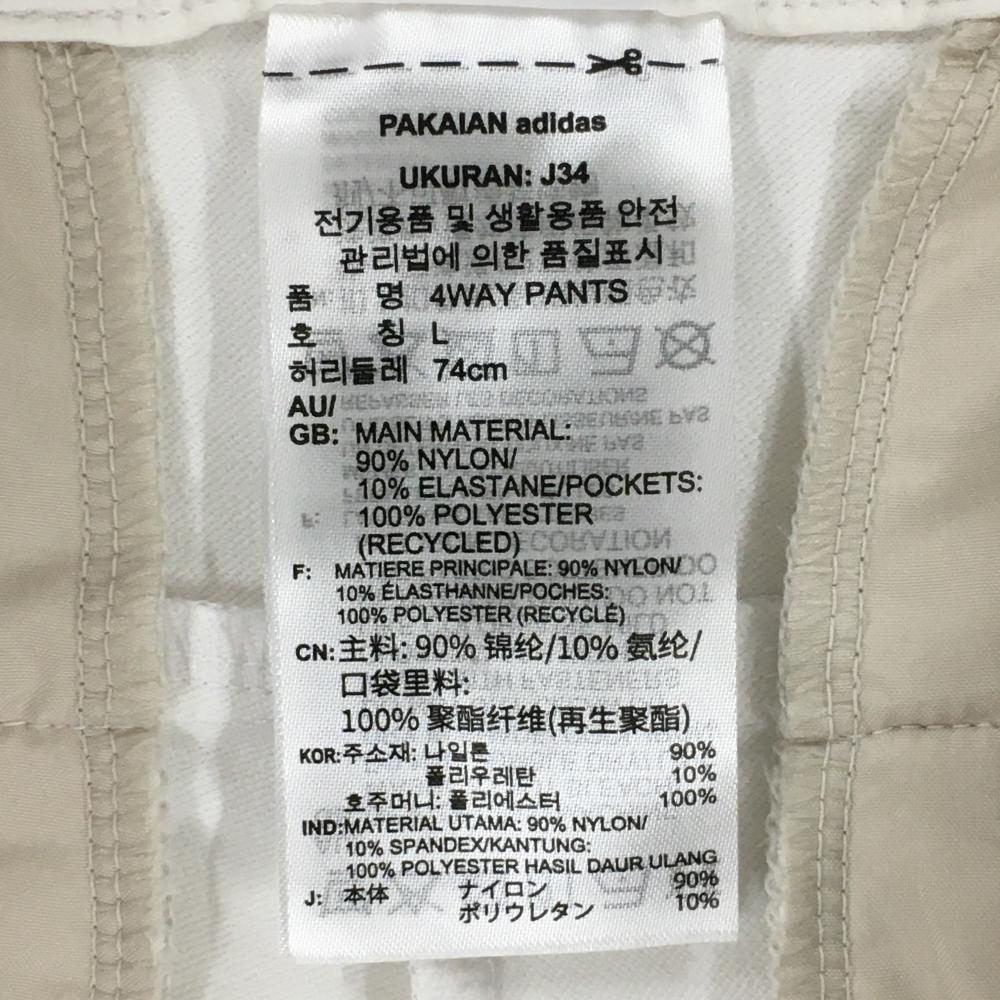 PAKAIAN adidas
UKURAN: J34
전기용품 및 생활용품 안전
관리법에 의한 품질표시
품 명 4WAY PANTS
호 칭 L
허리둘레 74cm
AU/
GB: MAIN MATERIAL:
90% NYLON/
10% ELASTANE/POCKETS:
100% POLYESTER
(RECYCLED)
F: MATIERE PRINCIPALE: 90% NYLON/
10% ÉLASTHANNE/POCHES:
100% POLYESTER (RECYCLÉ)
CN: 主料: 90% 锦纶/10% 氨纶/
口袋里料:
100% 聚酯纤维(再生聚酯)
KOR: 주소재: 나일론 90%
폴리우레탄 10%
호주머니: 폴리에스터 100%
IND: MATERIAL UTAMA: 90% NYLON/
10% SPANDEX/KANTUNG:
100% POLYESTER HASIL DAUR ULANG
J: 本体 ナイロン 90%
ポリウレタン 10%